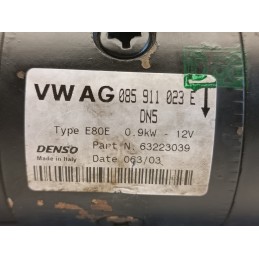 VW AG 085 911 023 E
DNS
Type E80E 0.9kW - 12V
DENSO Part N. 63223039
Made in Italy Date 063/03